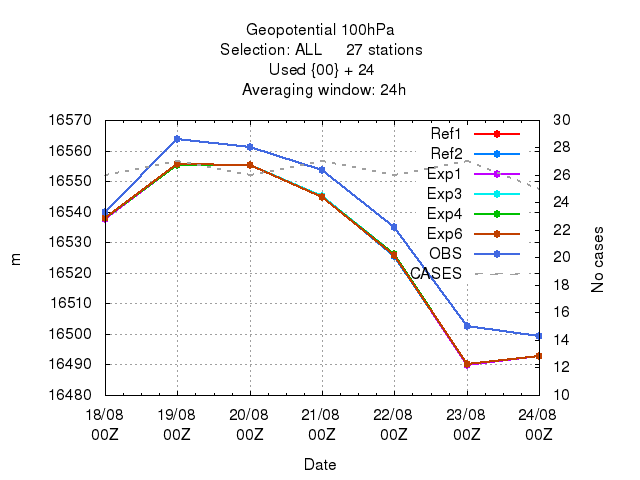 Geopotential 100hPa
Selection: ALL 27 stations
Used {00} + 24
Averaging window: 24h
16570
16560
16550
16540
16530
16520
16510
16500
16490
16480
m
30
28
26
24
22
20
18
16
14
12
10
No cases
Ref1
Ref2
Exp1
Exp3
Exp4
Exp6
OBS
CASES
18/08 19/08 20/08 21/08 22/08 23/08 24/08
00Z 00Z 00Z 00Z 00Z 00Z 00Z
Date